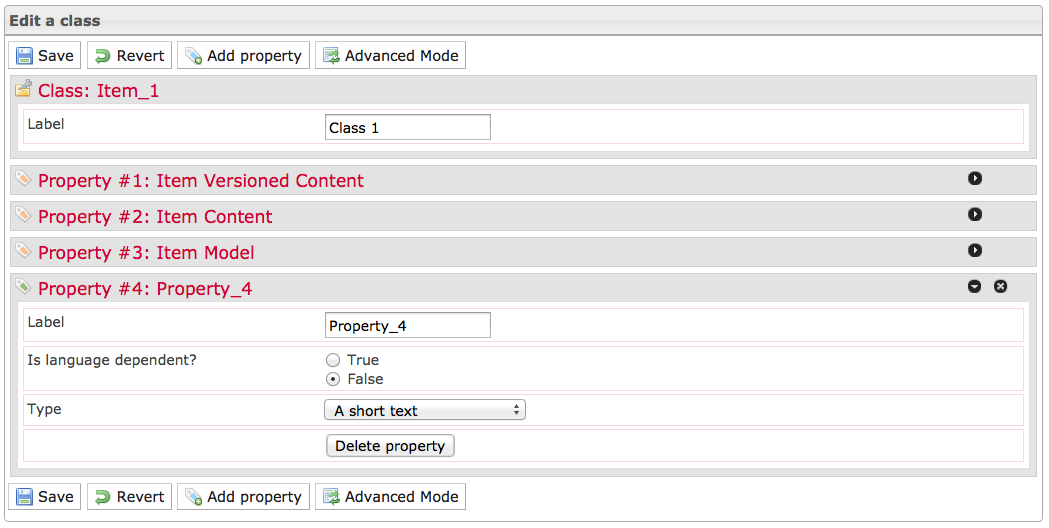 Edit a class
Save Revert Add property Advanced Mode
Class: Item_1
Label Class 1
Property #1: Item Versioned Content
Property #2: Item Content
Property #3: Item Model
Property #4: Property_4
Label Property_4
Is language dependent? True
False
Type A short text
Delete property
Save Revert Add property Advanced Mode